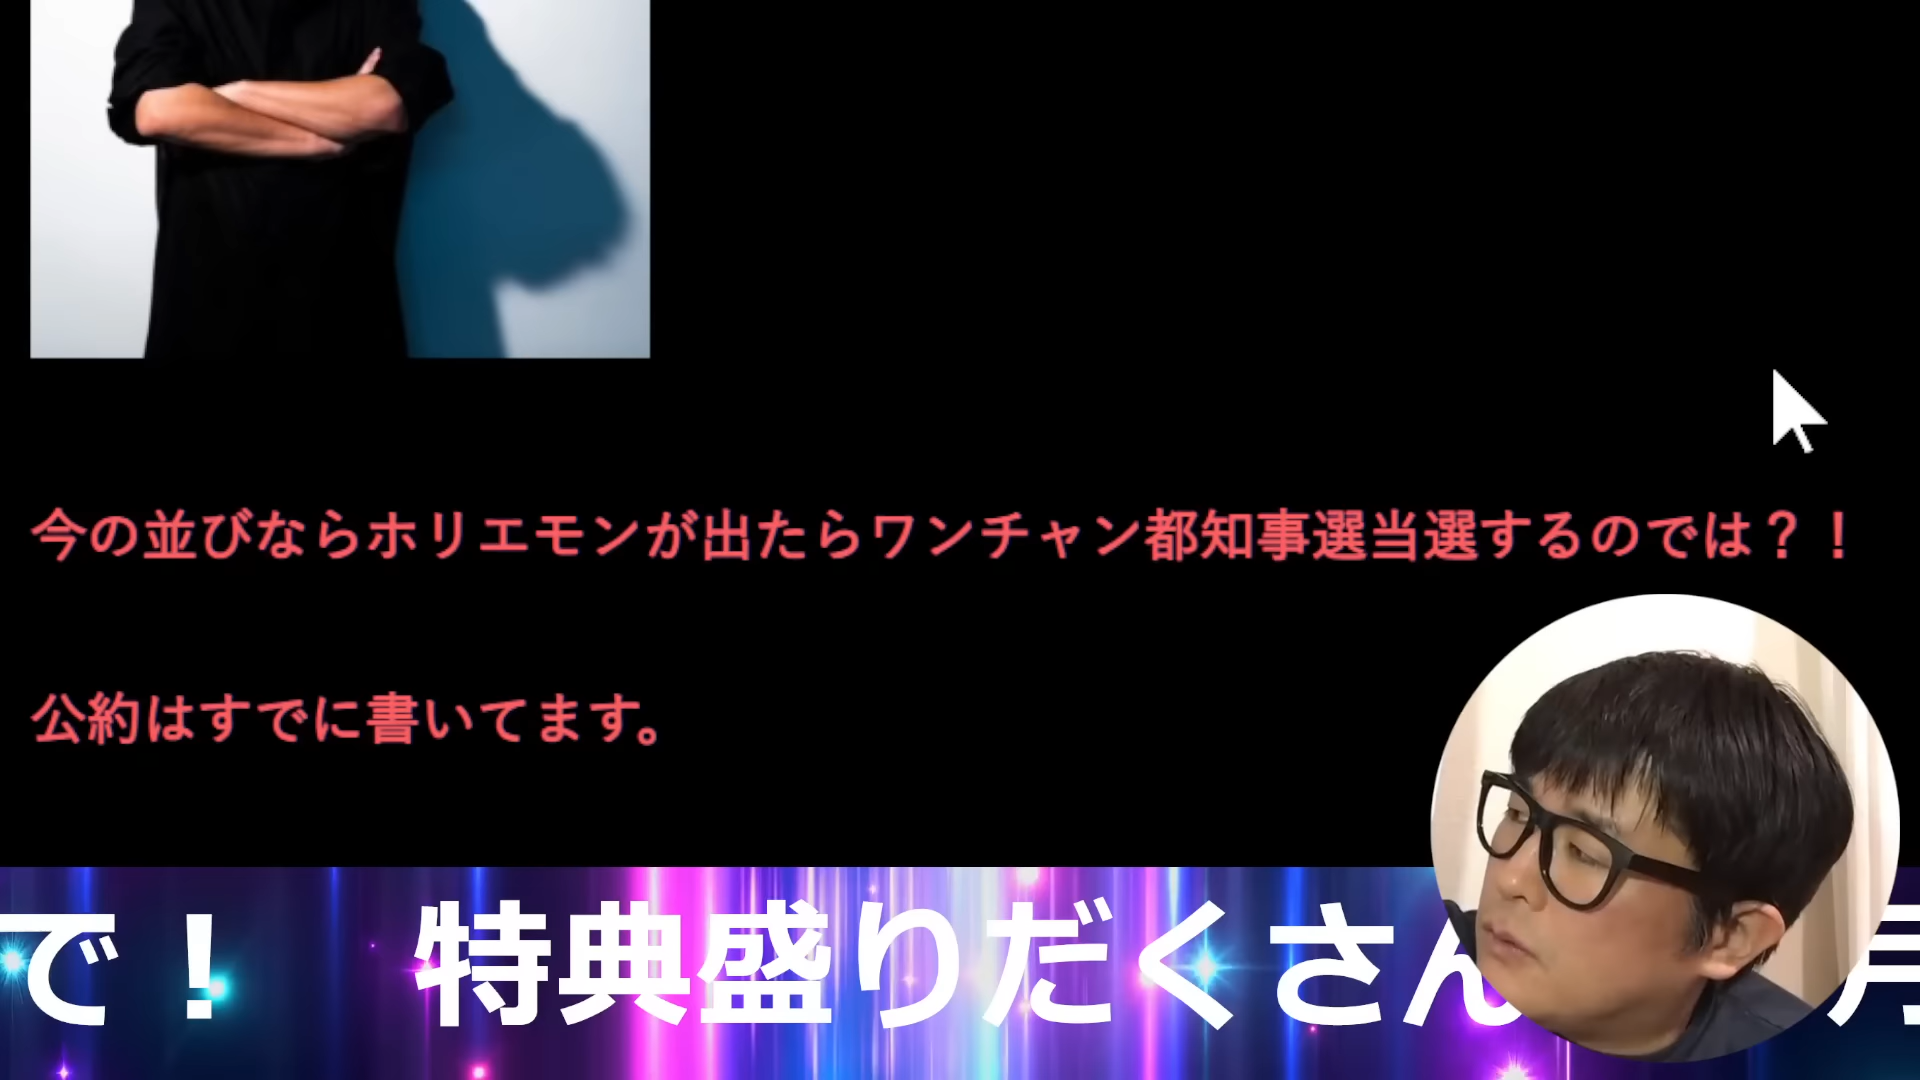 今の並びならホリエモンが出たらワンチャン都知事選当選するのでは？！
公約はすでに書いてます。
で！　特典盛りだくさん　月